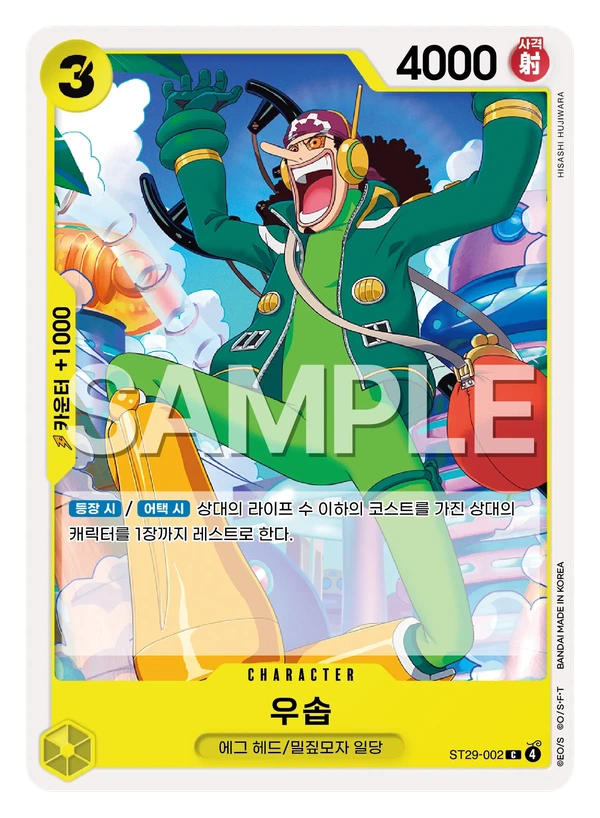 3
4000
사격
射
HISASHI HUJIWARA
카운터 +1000
SAMPLE
등장 시 / 어택 시 상대의 라이프 수 이하의 코스트를 가진 상대의
캐릭터를 1장까지 레스트로 한다.
CHARACTER
우솝
에그 헤드/밀짚모자 일당
ST29-002 C 4
©EO/S ©O/S·F·T BANDAI MADE IN KOREA